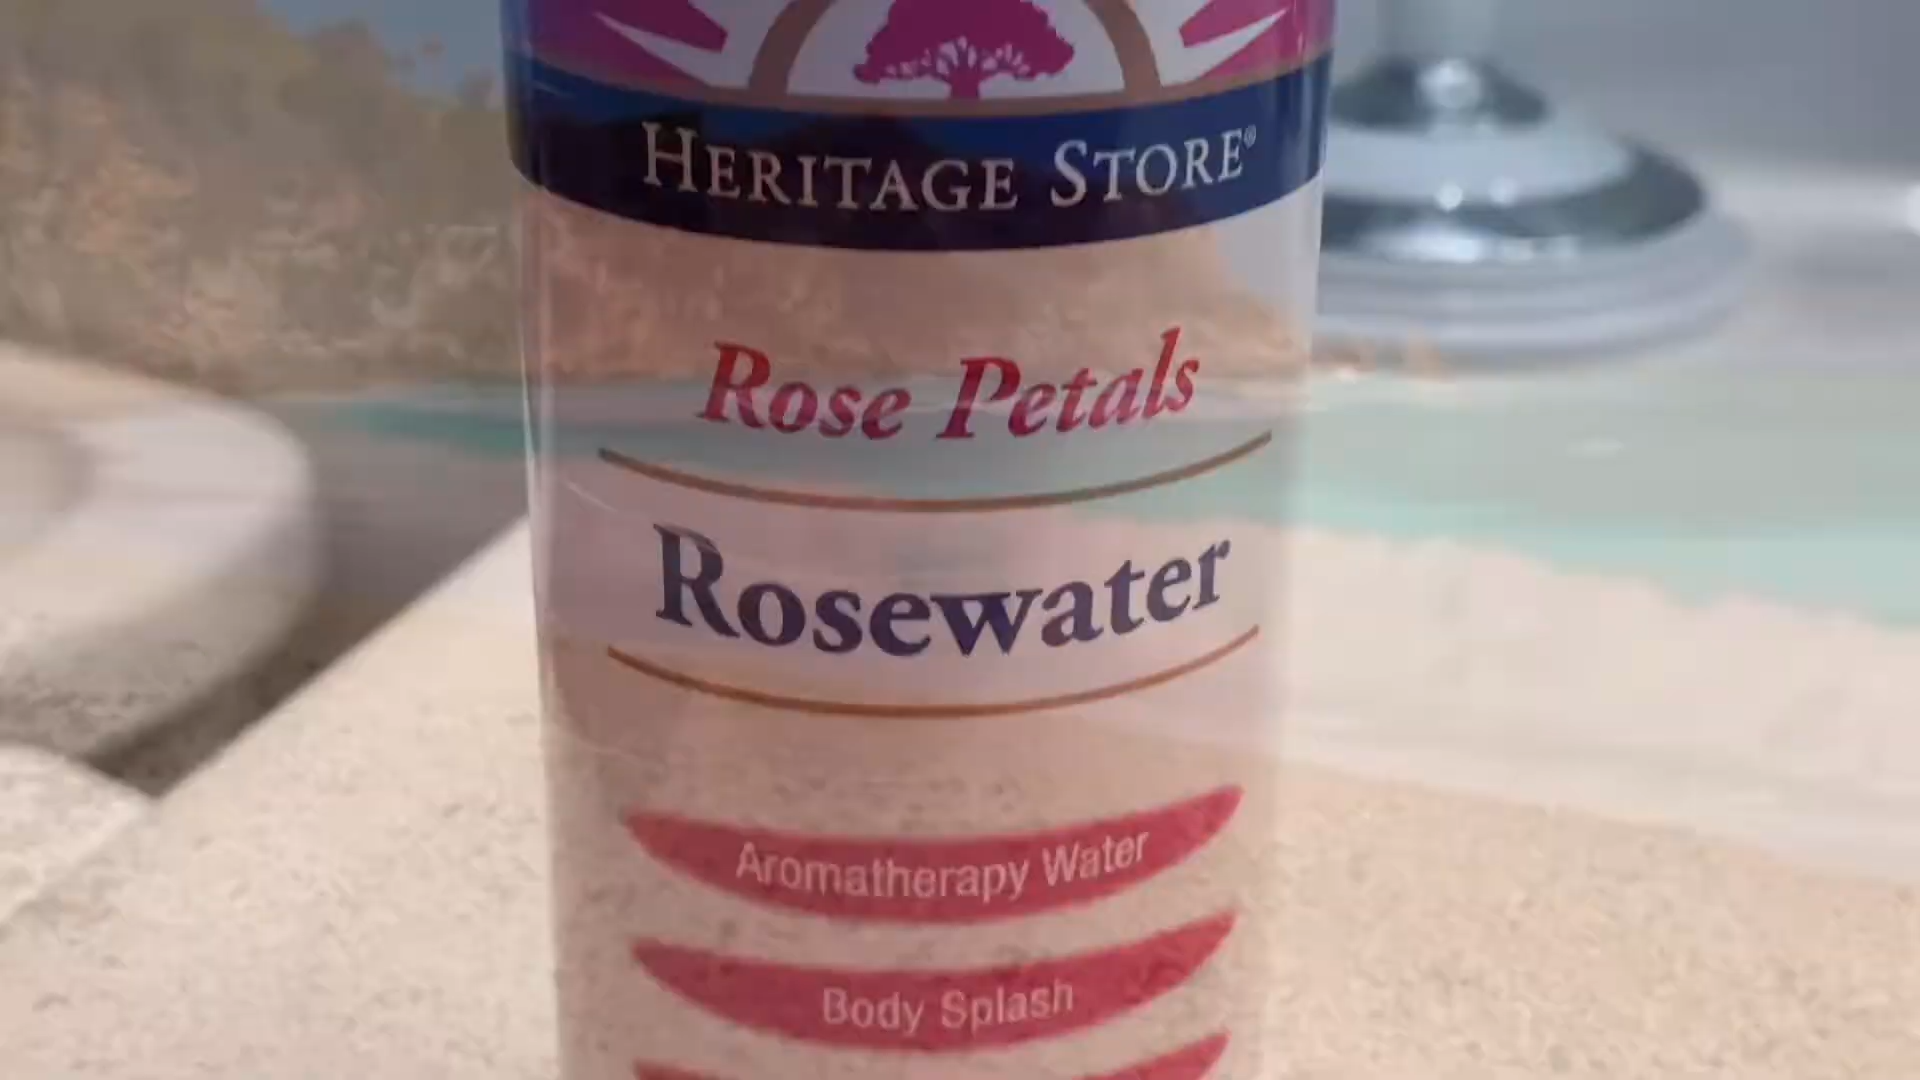 HERITAGE STORE®
Rose Petals
Rosewater
Aromatherapy Water
Body Splash